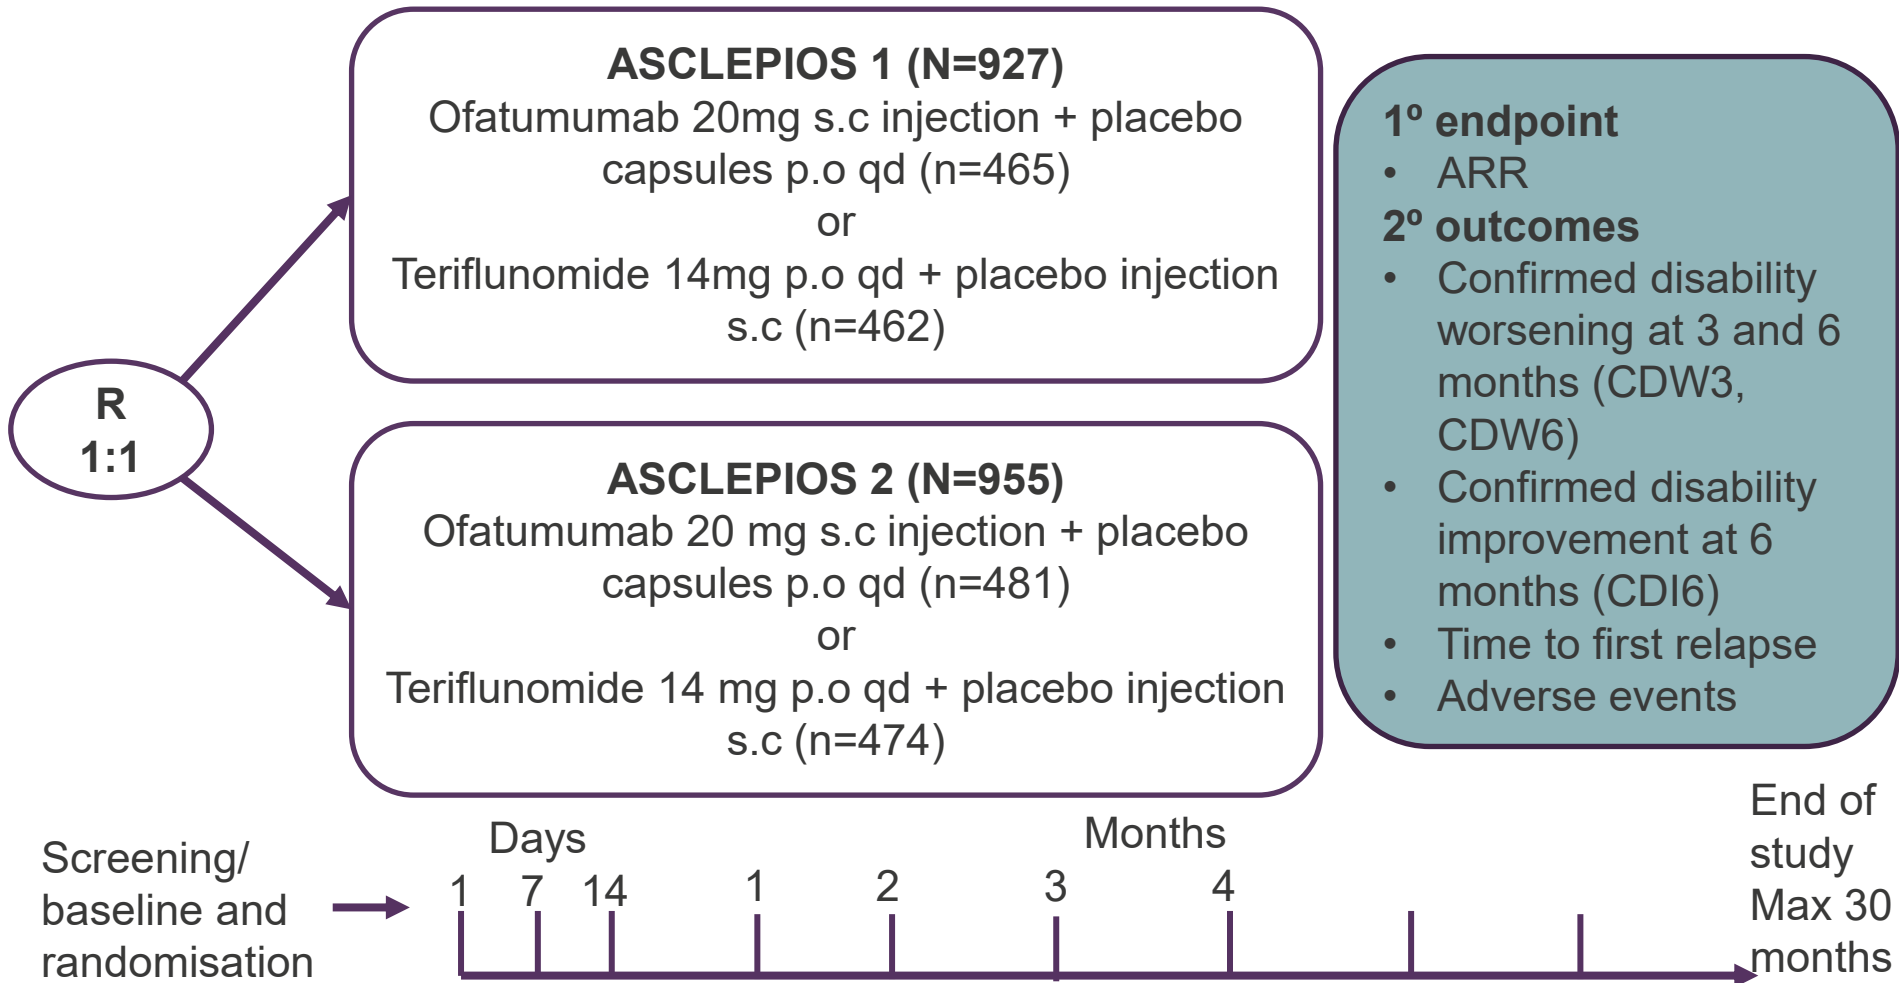 ASCLEPIOS 1 (N=927)
Ofatumumab 20mg s.c injection + placebo
capsules p.o qd (n=465)
or
Teriflunomide 14mg p.o qd + placebo injection
s.c (n=462)
R
1:1
ASCLEPIOS 2 (N=955)
Ofatumumab 20 mg s.c injection + placebo
capsules p.o qd (n=481)
or
Teriflunomide 14 mg p.o qd + placebo injection
s.c (n=474)
1º endpoint
• ARR
2º outcomes
• Confirmed disability
worsening at 3 and 6
months (CDW3,
CDW6)
• Confirmed disability
improvement at 6
months (CDI6)
• Time to first relapse
• Adverse events
Screening/
baseline and
randomisation
Days
1 7 14
Months
1 2 3 4
End of
study
Max 30
months